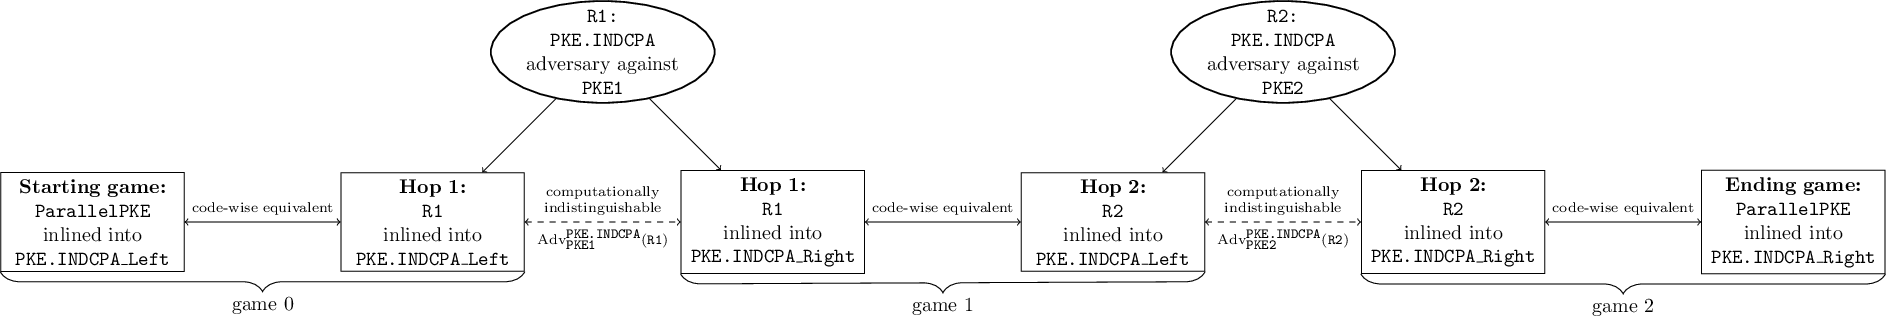 R1:
PKE.INDCPA
adversary against
PKE1
R2:
PKE.INDCPA
adversary against
PKE2
Starting game:
ParallelPKE
inlined into
PKE.INDCPA_Left
code-wise equivalent
Hop 1:
R1
inlined into
PKE.INDCPA_Left
computationally
indistinguishable
Adv^{PKE.INDCPA}_{PKE1}(R1)
Hop 1:
R1
inlined into
PKE.INDCPA_Right
code-wise equivalent
Hop 2:
R2
inlined into
PKE.INDCPA_Left
computationally
indistinguishable
Adv^{PKE.INDCPA}_{PKE2}(R2)
Hop 2:
R2
inlined into
PKE.INDCPA_Right
code-wise equivalent
Ending game:
ParallelPKE
inlined into
PKE.INDCPA_Right
game 0
game 1
game 2